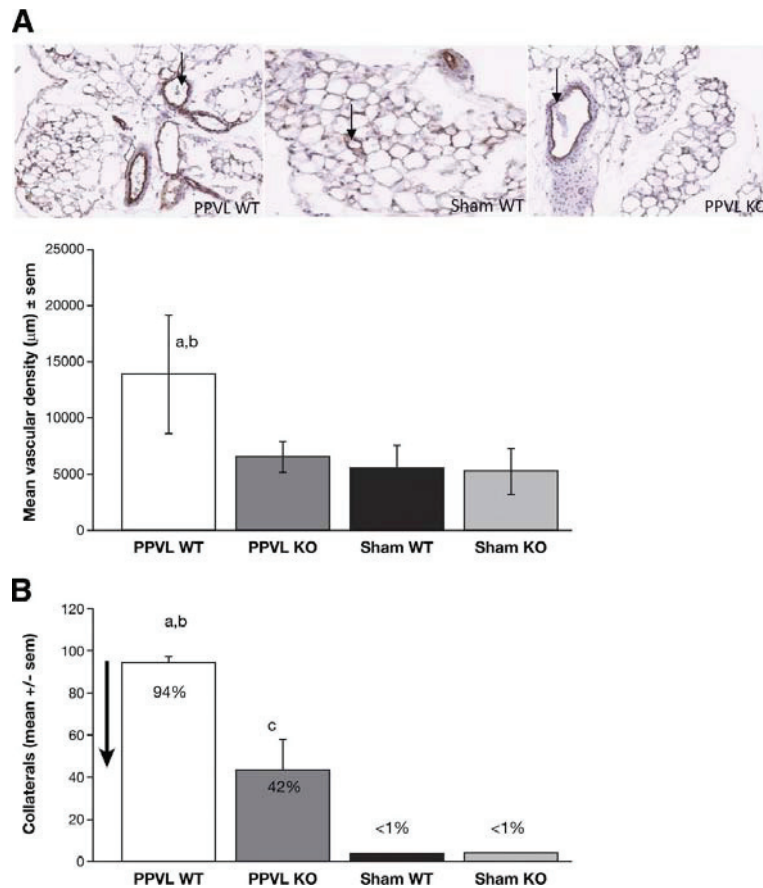 A
PPVL WT
Sham WT
PPVL KO
Mean vascular density (μm) ± sem
25000
20000
15000
10000
5000
0
a,b
PPVL WT
PPVL KO
Sham WT
Sham KO
B
Collaterals (mean +/- sem)
120
100
80
60
40
20
0
a,b
94%
c
42%
<1%
<1%
PPVL WT
PPVL KO
Sham WT
Sham KO